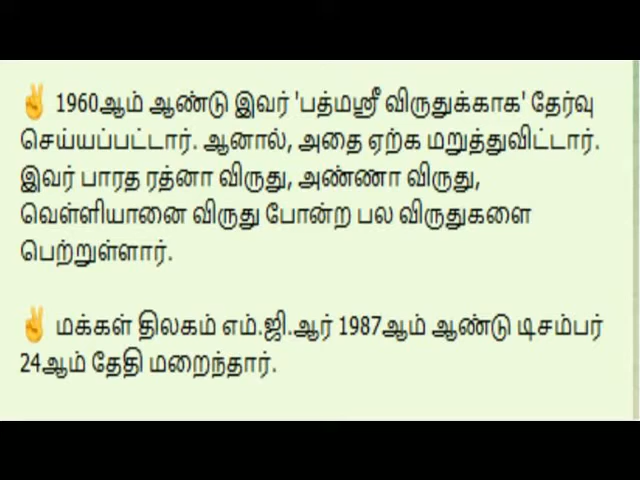 ✌ 1960ஆம் ஆண்டு இவர் 'பத்மஸ்ரீ விருதுக்காக' தேர்வு
செய்யப்பட்டார். ஆனால், அதை ஏற்க மறுத்துவிட்டார்.
இவர் பாரத ரத்னா விருது, அண்ணா விருது,
வெள்ளியானை விருது போன்ற பல விருதுகளை
பெற்றுள்ளார்.
✌ மக்கள் திலகம் எம்.ஜி.ஆர் 1987ஆம் ஆண்டு டிசம்பர்
24ஆம் தேதி மறைந்தார்.